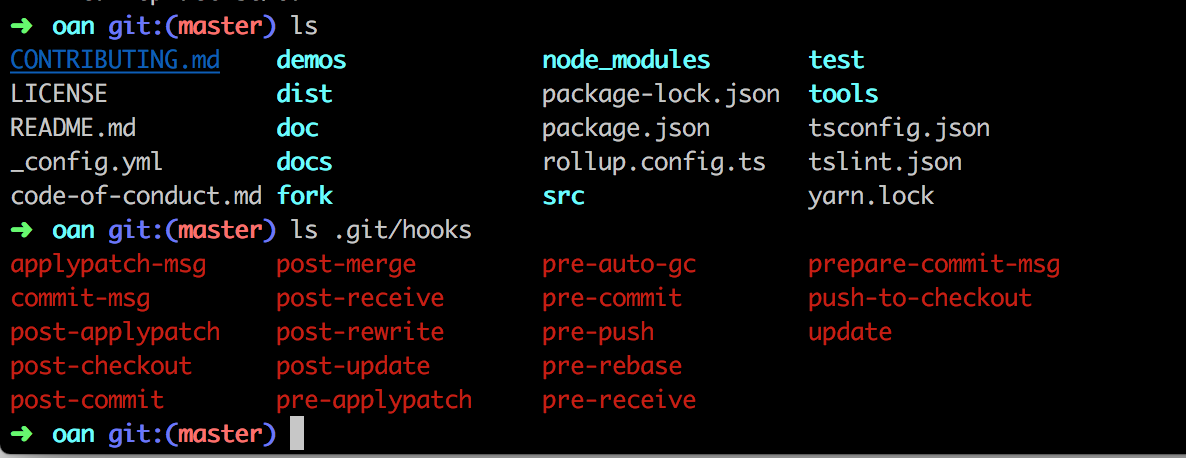 ➜ oan git:(master) ls
CONTRIBUTING.md demos node_modules test
LICENSE dist package-lock.json tools
README.md doc package.json tsconfig.json
_config.yml docs rollup.config.ts tslint.json
code-of-conduct.md fork src yarn.lock
➜ oan git:(master) ls .git/hooks
applypatch-msg post-merge pre-auto-gc prepare-commit-msg
commit-msg post-receive pre-commit push-to-checkout
post-applypatch post-rewrite pre-push update
post-checkout post-update pre-rebase
post-commit pre-applypatch pre-receive
➜ oan git:(master)